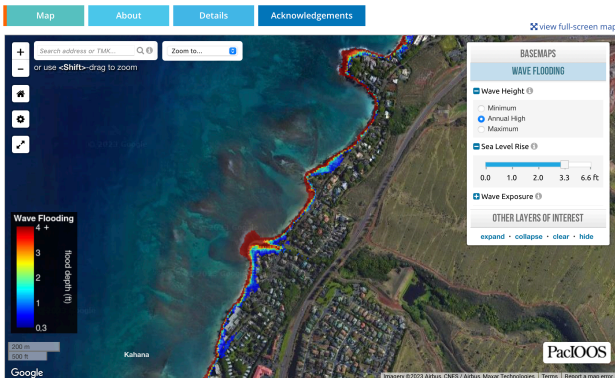 Map
About
Details
Acknowledgements
view full-screen map
Search address or TMK...
Zoom to...
or use <Shift>-drag to zoom
BASEMAPS
WAVE FLOODING
Wave Height
Minimum
Annual High
Maximum
Sea Level Rise
0.0 1.0 2.0 3.3 6.6 ft
Wave Exposure
OTHER LAYERS OF INTEREST
expand · collapse · clear · hide
Wave Flooding
4 +
3
2
1
0.3
flood depth (ft)
200 m
500 ft
Kahana
Google
PacIOOS
Imagery ©2023 Airbus, CNES / Airbus, Maxar Technologies
Terms
Report a map error